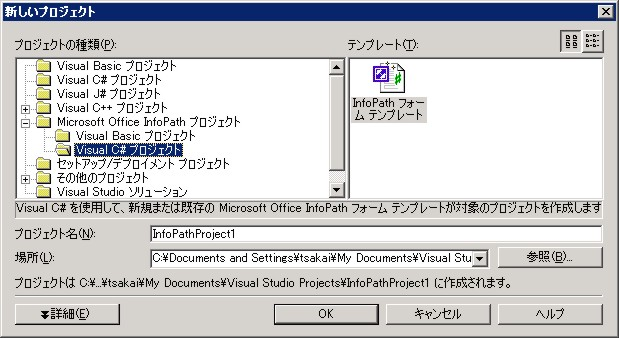 新しいプロジェクト
プロジェクトの種類(P):
テンプレート(T):
Visual Basic プロジェクト
Visual C# プロジェクト
Visual J# プロジェクト
Visual C++ プロジェクト
Microsoft Office InfoPath プロジェクト
Visual Basic プロジェクト
Visual C# プロジェクト
セットアップ/デプロイメント プロジェクト
その他のプロジェクト
Visual Studio ソリューション
InfoPath フォー
ム テンプレート
Visual C# を使用して、新規または既存の Microsoft Office InfoPath フォーム テンプレートが対象のプロジェクトを作成します
プロジェクト名(N):
InfoPathProject1
場所(L):
C:¥Documents and Settings¥tsakai¥My Documents¥Visual Stu
参照(B)...
プロジェクトは C:¥...¥tsakai¥My Documents¥Visual Studio Projects¥InfoPathProject1 に作成されます。
詳細(E)
OK
キャンセル
ヘルプ